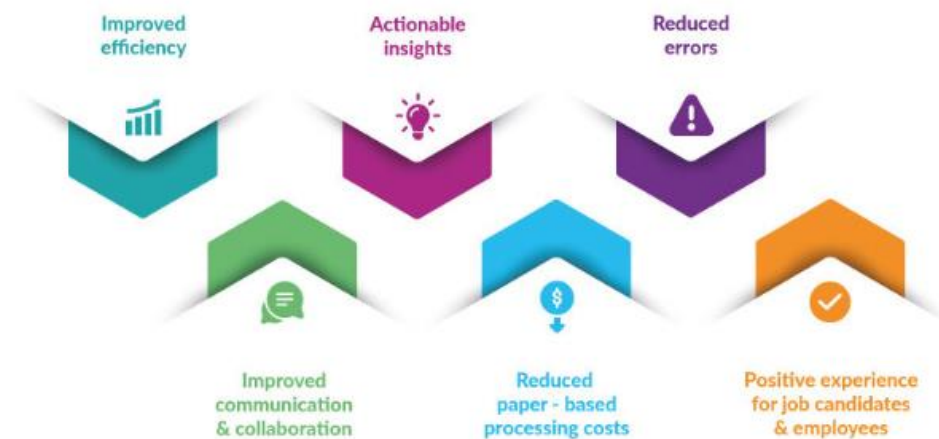 Improved
efficiency
Actionable
insights
Reduced
errors
$
Improved
communication
& collaboration
Reduced
paper - based
processing costs
Positive experience
for job candidates
& employees